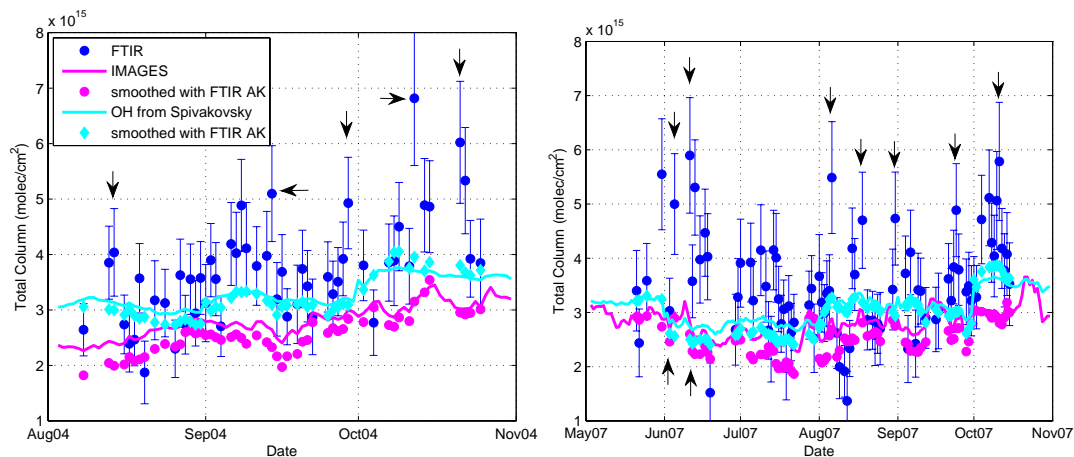 x 10^15
8
7
6
5
4
3
2
1
Total Column (molec/cm²)
FTIR
IMAGES
smoothed with FTIR AK
OH from Spivakovsky
smoothed with FTIR AK
Aug04
Sep04
Oct04
Nov04
Date
x 10^15
8
7
6
5
4
3
2
1
Total Column (molec/cm²)
May07
Jun07
Jul07
Aug07
Sep07
Oct07
Nov07
Date